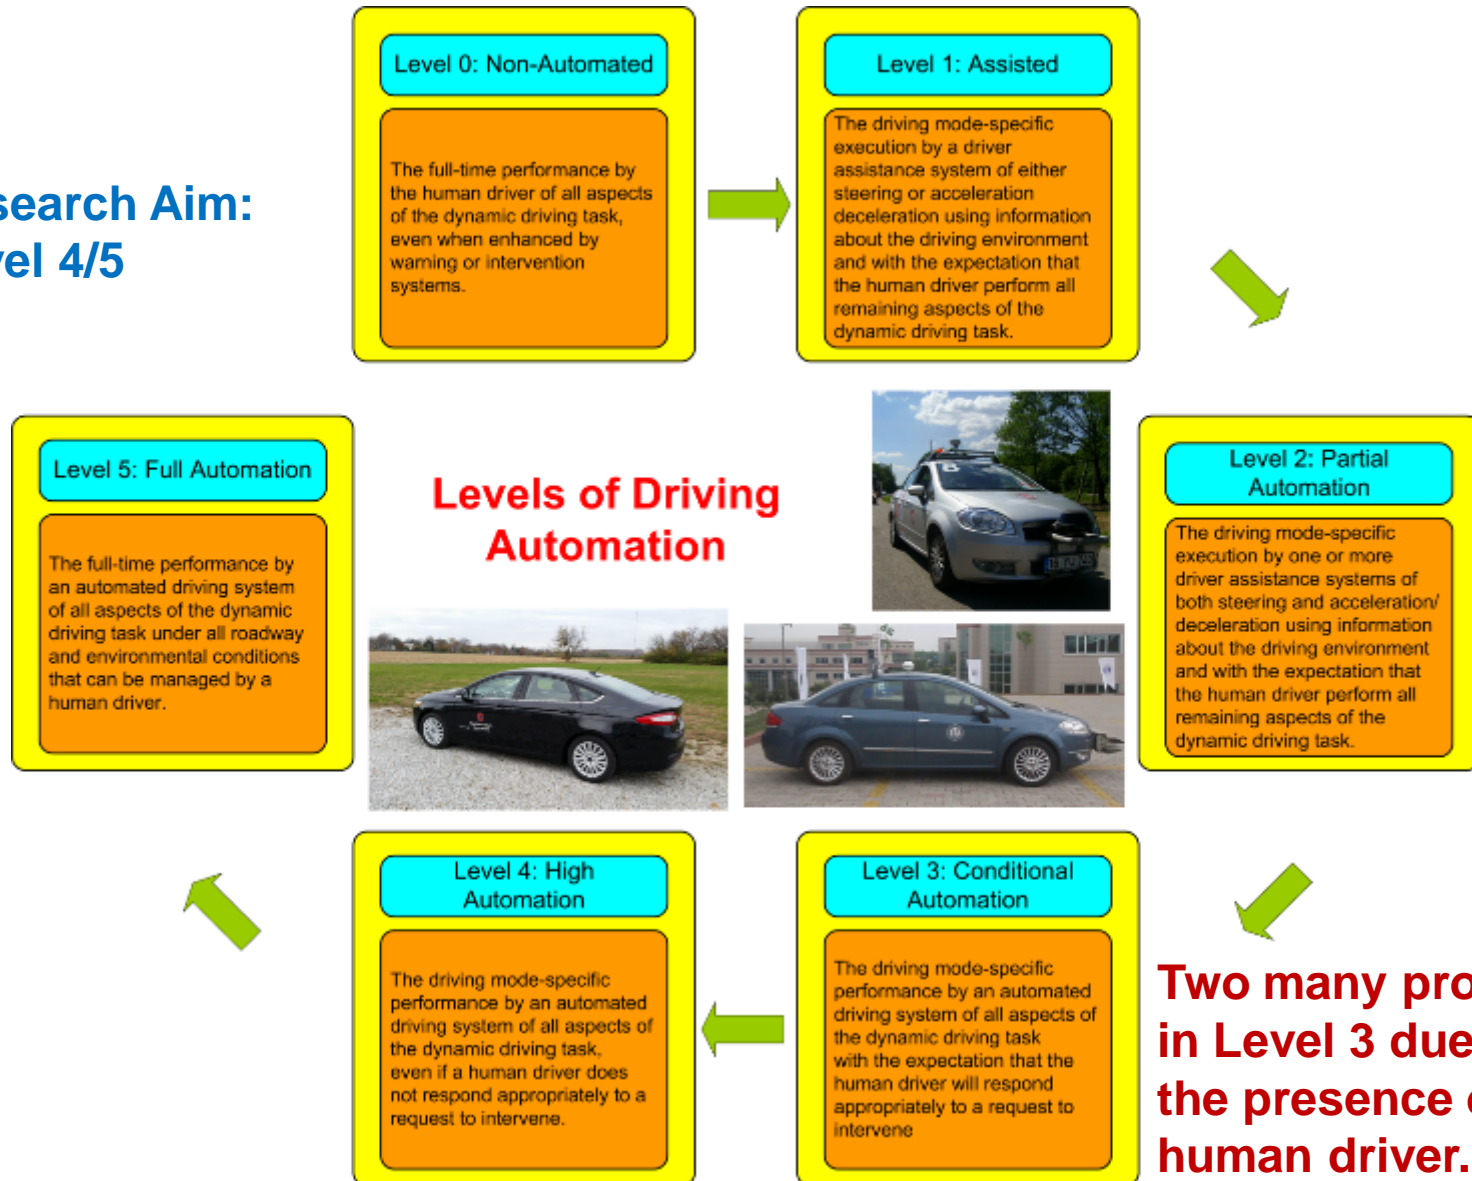 Level 0: Non-Automated
The full-time performance by
the human driver of all aspects
of the dynamic driving task,
even when enhanced by
warning or intervention
systems.
Level 1: Assisted
The driving mode-specific
execution by a driver
assistance system of either
steering or acceleration
deceleration using information
about the driving environment
and with the expectation that
the human driver perform all
remaining aspects of the
dynamic driving task.
search Aim:
vel 4/5
Level 5: Full Automation
The full-time performance by
an automated driving system
of all aspects of the dynamic
driving task under all roadway
and environmental conditions
that can be managed by a
human driver.
Levels of Driving
Automation
Level 2: Partial
Automation
The driving mode-specific
execution by one or more
driver assistance systems of
both steering and acceleration/
deceleration using information
about the driving environment
and with the expectation that
the human driver perform all
remaining aspects of the
dynamic driving task.
Level 4: High
Automation
The driving mode-specific
performance by an automated
driving system of all aspects of
the dynamic driving task,
even if a human driver does
not respond appropriately to a
request to intervene.
Level 3: Conditional
Automation
The driving mode-specific
performance by an automated
driving system of all aspects of
the dynamic driving task
with the expectation that the
human driver will respond
appropriately to a request to
intervene
Two many pro
in Level 3 due
the presence
human driver.